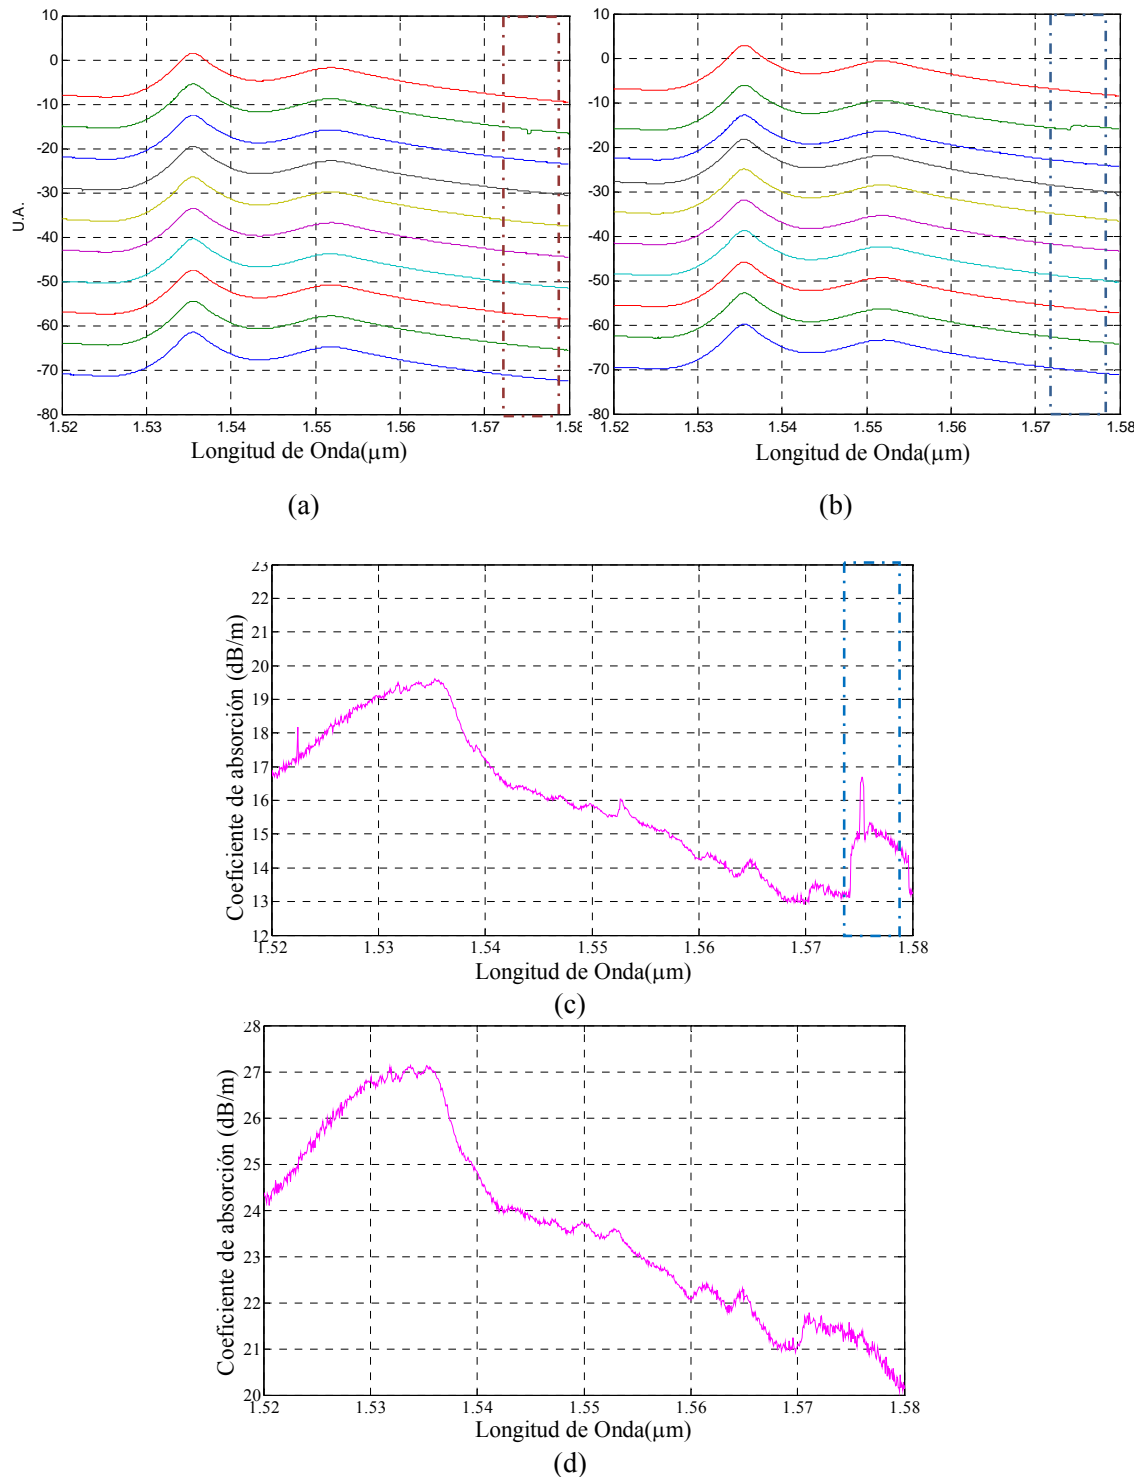 10
0
-10
-20
-30
-40
-50
-60
-70
-80
U.A.
1.52 1.53 1.54 1.55 1.56 1.57 1.58
Longitud de Onda(μm)
(a)
10
0
-10
-20
-30
-40
-50
-60
-70
-80
1.52 1.53 1.54 1.55 1.56 1.57 1.58
Longitud de Onda(μm)
(b)
23
22
21
20
19
18
17
16
15
14
13
12
Coeficiente de absorción (dB/m)
1.52 1.53 1.54 1.55 1.56 1.57 1.58
Longitud de Onda(μm)
(c)
28
27
26
25
24
23
22
21
20
Coeficiente de absorción (dB/m)
1.52 1.53 1.54 1.55 1.56 1.57 1.58
Longitud de Onda(μm)
(d)